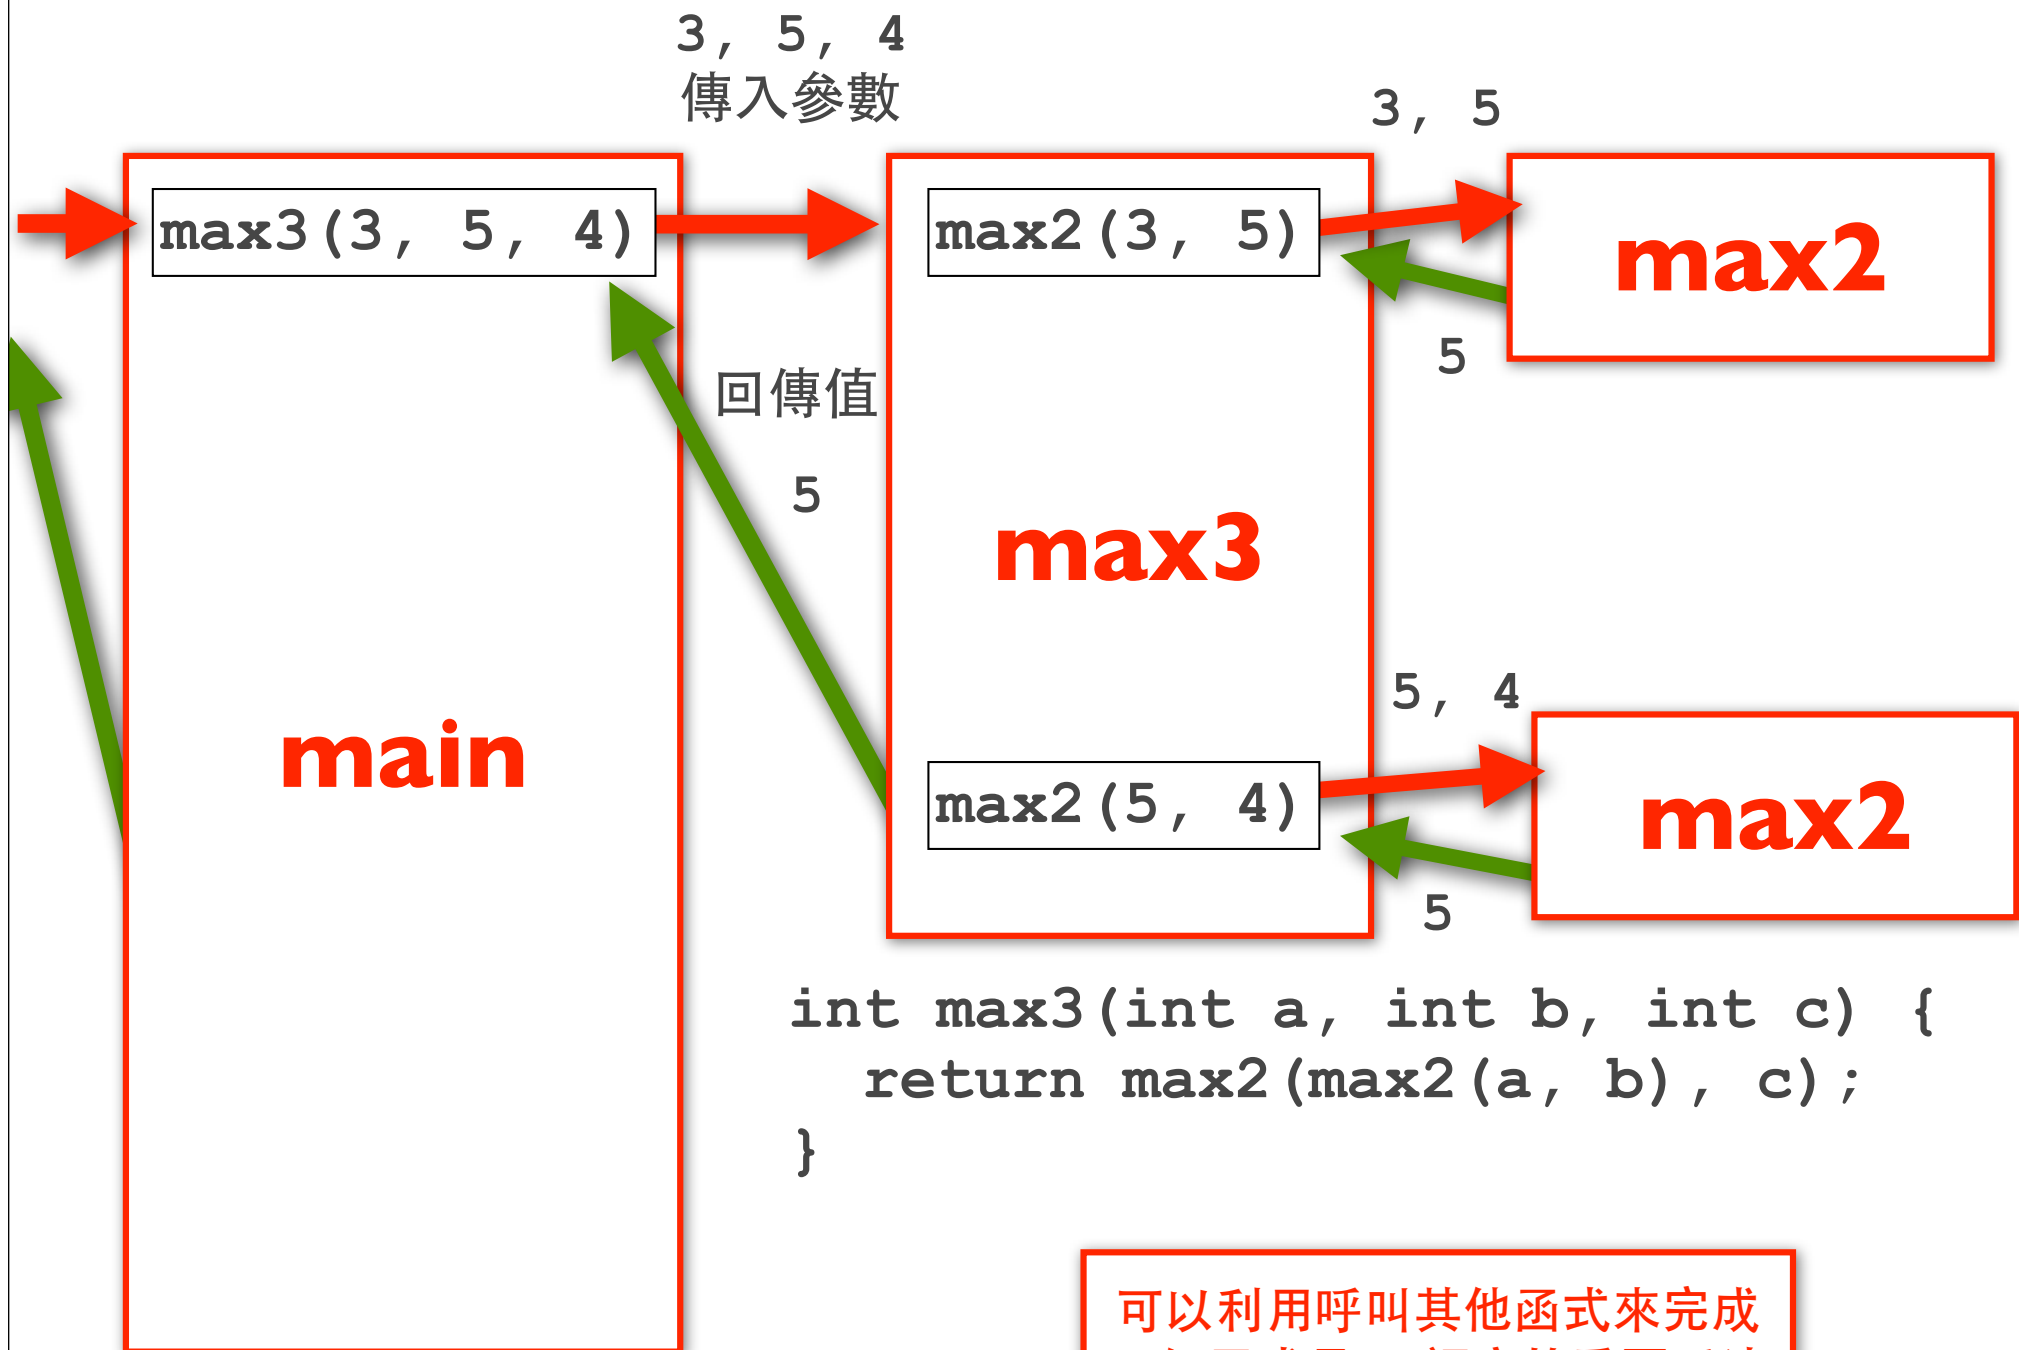 3, 5, 4
傳入參數
3, 5
max3(3, 5, 4)
max2(3, 5)
max2
5
回傳值
5
max3
main
5, 4
max2(5, 4)
max2
5
int max3(int a, int b, int c) {
return max2(max2(a, b), c);
}
可以利用呼叫其他函式來完成